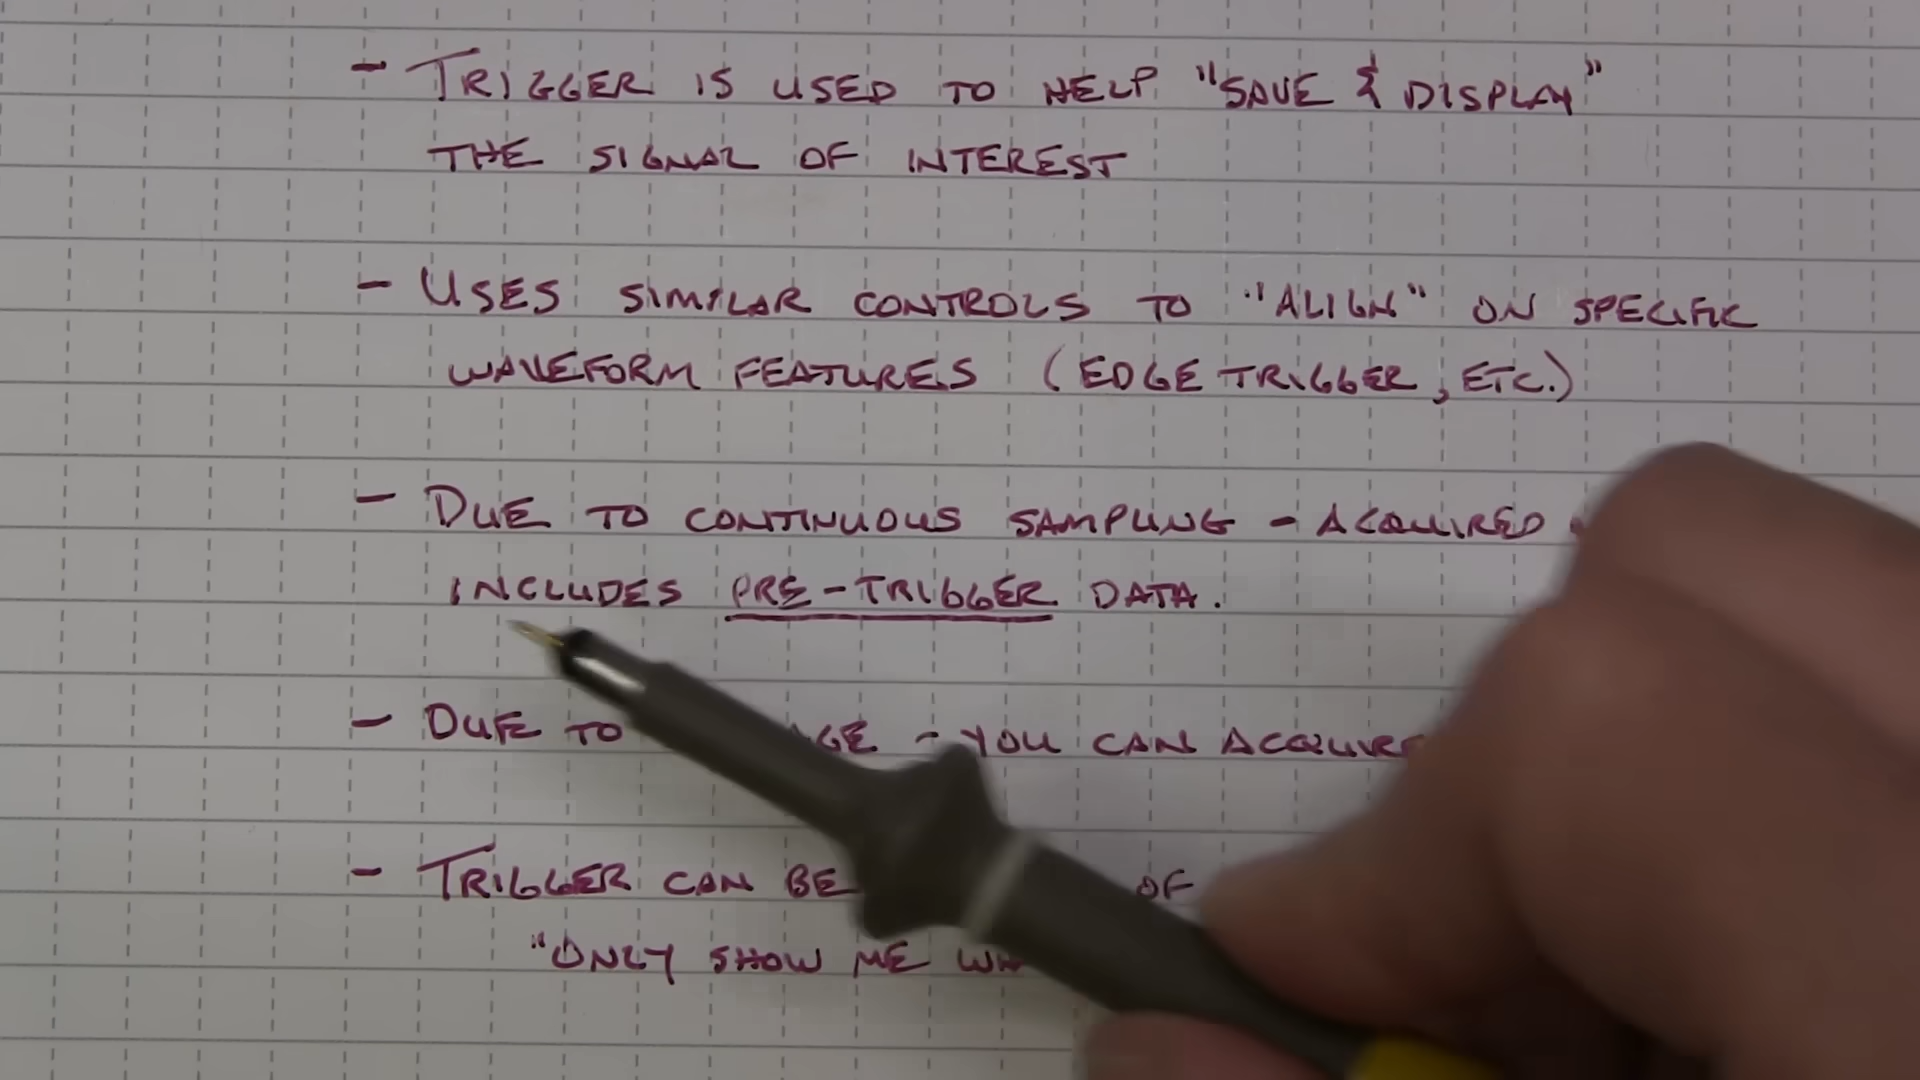 - TRIGGER IS USED TO HELP "SAVE & DISPLAY"
THE SIGNAL OF INTEREST
- USES SIMILAR CONTROLS TO "ALIGN" ON SPECIFIC
WAVEFORM FEATURES (EDGE TRIGGER, ETC.)
- DUE TO CONTINUOUS SAMPLING - ACQUIRED
INCLUDES PRE-TRIGGER DATA.
- DUE TO - YOU CAN ACQUIRE
- TRIGGER CAN BE OF
"ONLY SHOW ME